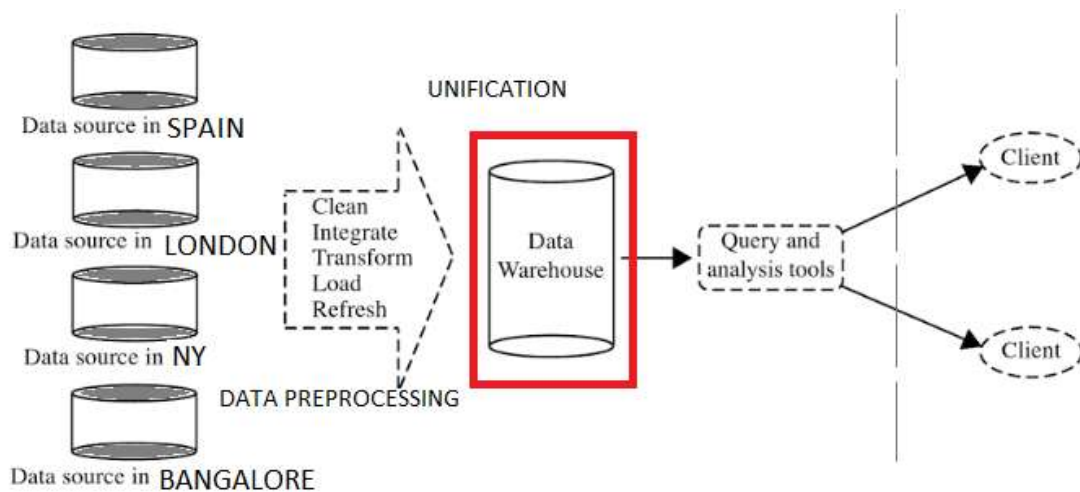 UNIFICATION
Data source in SPAIN
Data source in LONDON
Data source in NY
Data source in BANGALORE
Clean
Integrate
Transform
Load
Refresh
DATA PREPROCESSING
Data
Warehouse
Query and
analysis tools
Client
Client